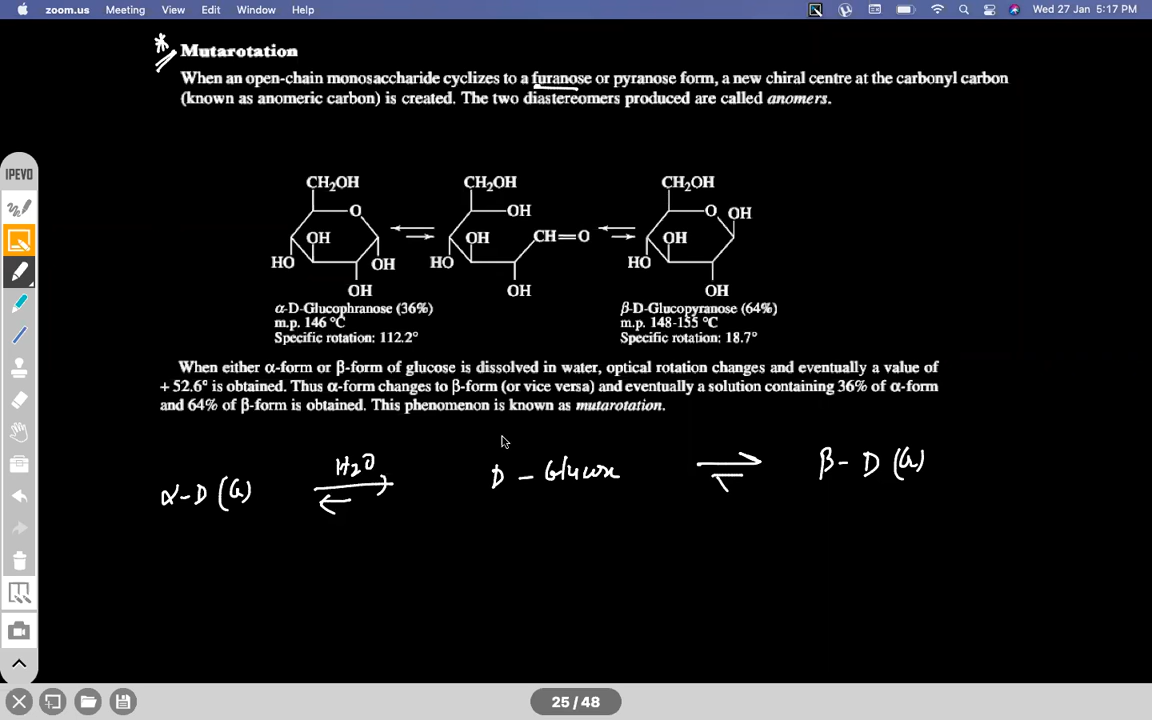 zoom.us Meeting View Edit Window Help Wed 27 Jan 5:17 PM
* Mutarotation
When an open-chain monosaccharide cyclizes to a furanose or pyranose form, a new chiral centre at the carbonyl carbon
(known as anomeric carbon) is created. The two diastereomers produced are called anomers.
IPEVO
CH₂OH CH₂OH CH₂OH
O OH O OH
OH OH CH=O OH
HO OH HO HO
OH OH OH
α-D-Glucophranose (36%) β-D-Glucopyranose (64%)
m.p. 146 °C m.p. 148-155 °C
Specific rotation: 112.2° Specific rotation: 18.7°
When either α-form or β-form of glucose is dissolved in water, optical rotation changes and eventually a value of
+ 52.6° is obtained. Thus α-form changes to β-form (or vice versa) and eventually a solution containing 36% of α-form
and 64% of β-form is obtained. This phenomenon is known as mutarotation.
α-D (G) H₂O D - Glucose β- D (G)
25 / 48